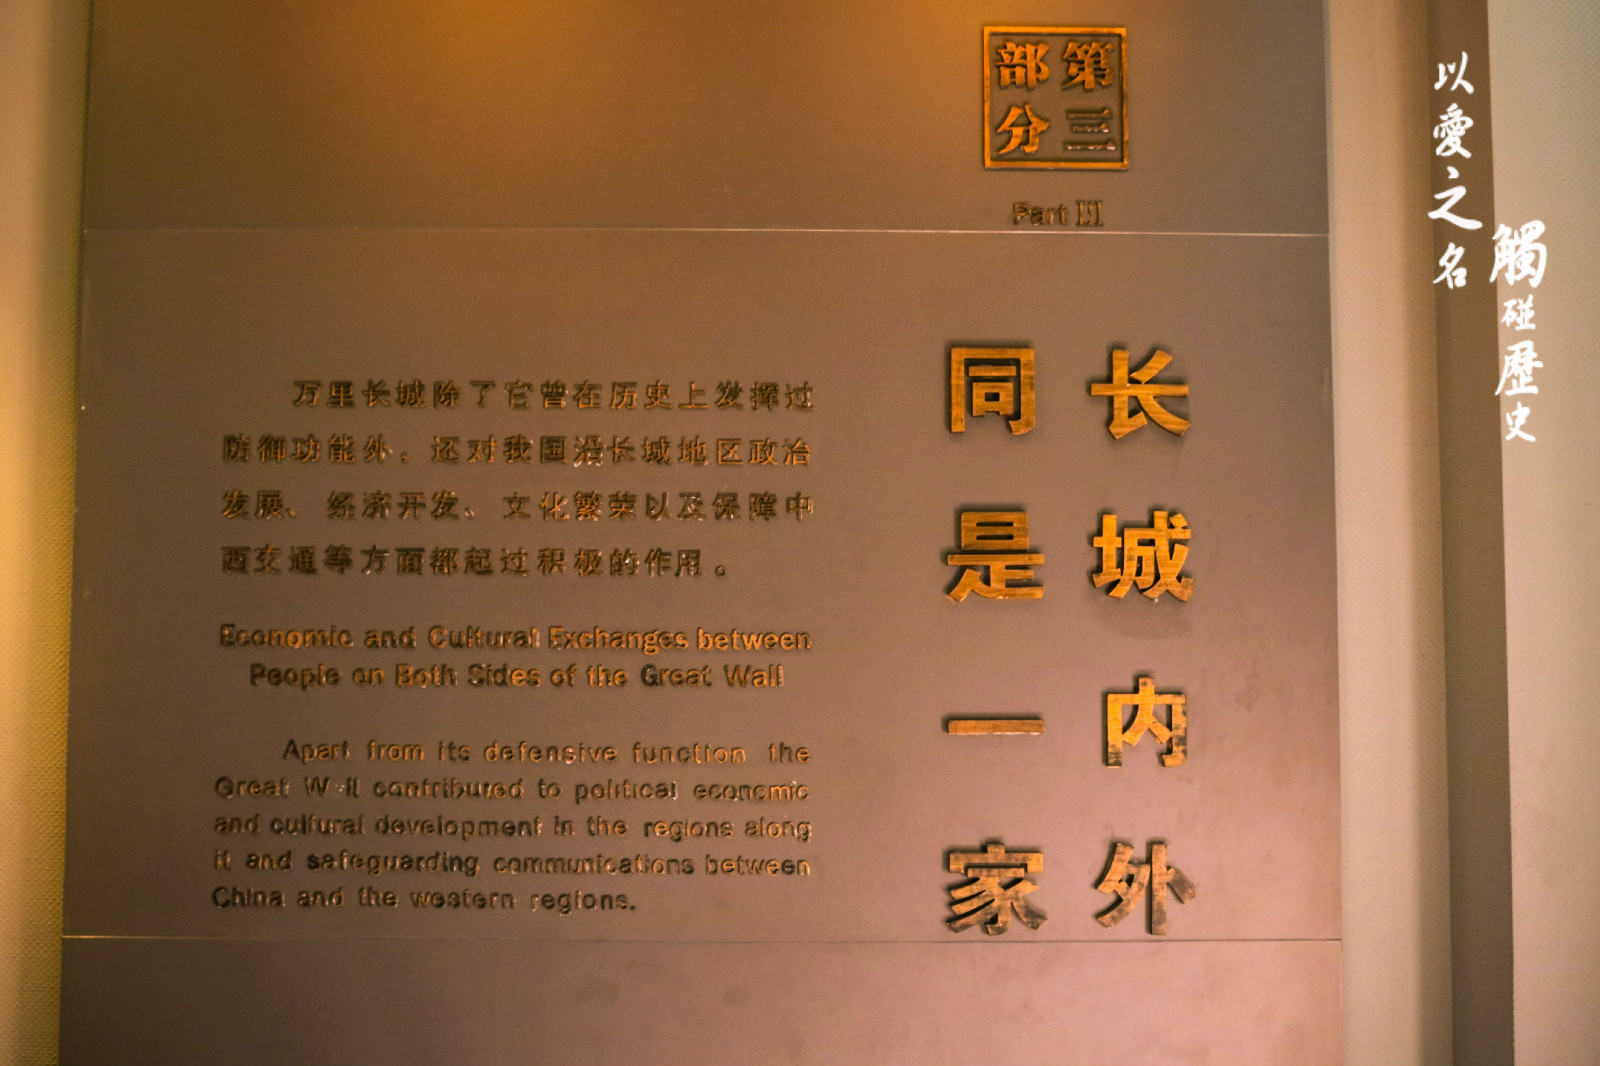 第三
部分
Part III
长城内外
同是一家
万里长城除了它曾在历史上发挥过
防御功能外，还对我国沿长城地区政治
发展、经济开发、文化繁荣以及保障中
西交通等方面都起过积极的作用。
Economic and Cultural Exchanges between
People on Both Sides of the Great Wall
Apart from its defensive function the
Great W ll contributed to political economic
and cultural development in the regions along
it and safeguarding communications between
China and the western regions.
以愛之名
觸碰歷史